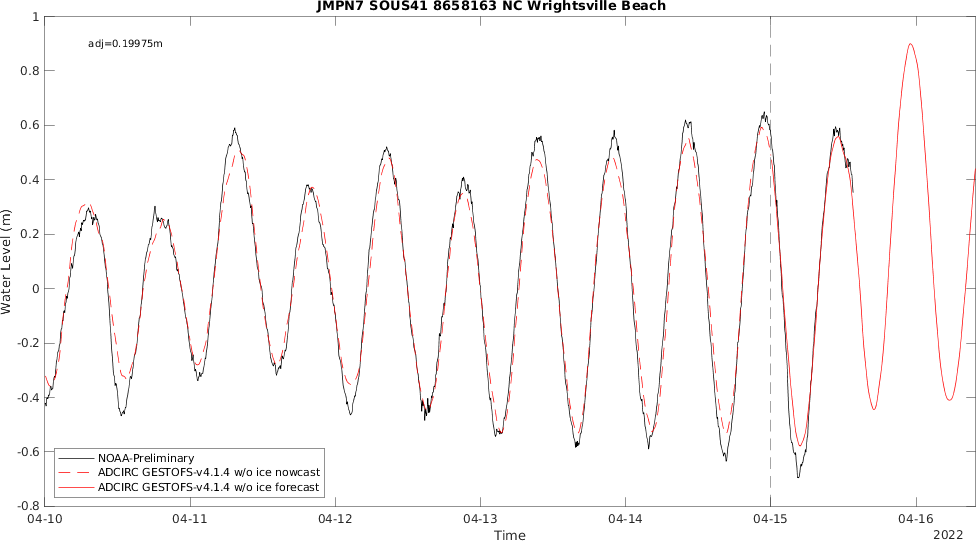 JMPN7 SOUS41 8658163 NC Wrightsville Beach
adj=0.19975m
1
0.8
0.6
0.4
0.2
0
-0.2
-0.4
-0.6
-0.8
Water Level (m)
NOAA-Preliminary
ADCIRC GESTOFS-v4.1.4 w/o ice nowcast
ADCIRC GESTOFS-v4.1.4 w/o ice forecast
04-10 04-11 04-12 04-13 04-14 04-15 04-16
Time
2022